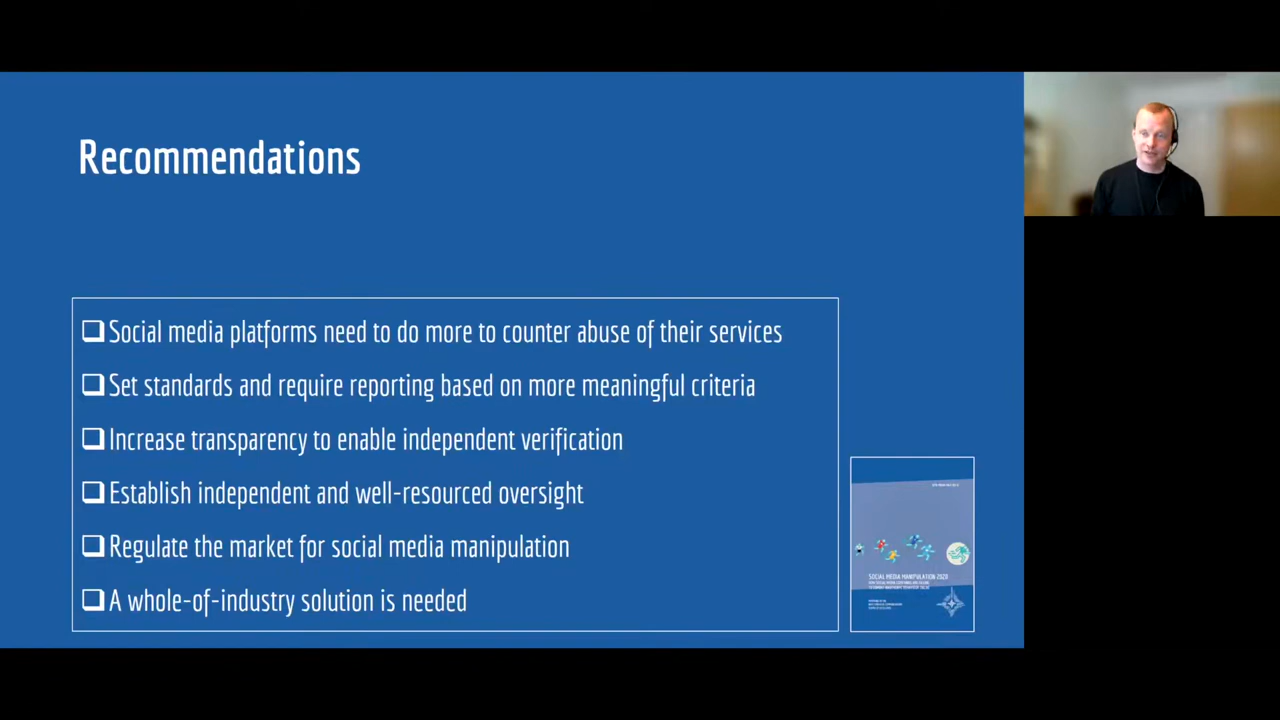 Recommendations
Social media platforms need to do more to counter abuse of their services
Set standards and require reporting based on more meaningful criteria
Increase transparency to enable independent verification
Establish independent and well-resourced oversight
Regulate the market for social media manipulation
A whole-of-industry solution is needed
SOCIAL MEDIA MANIPULATION 2020